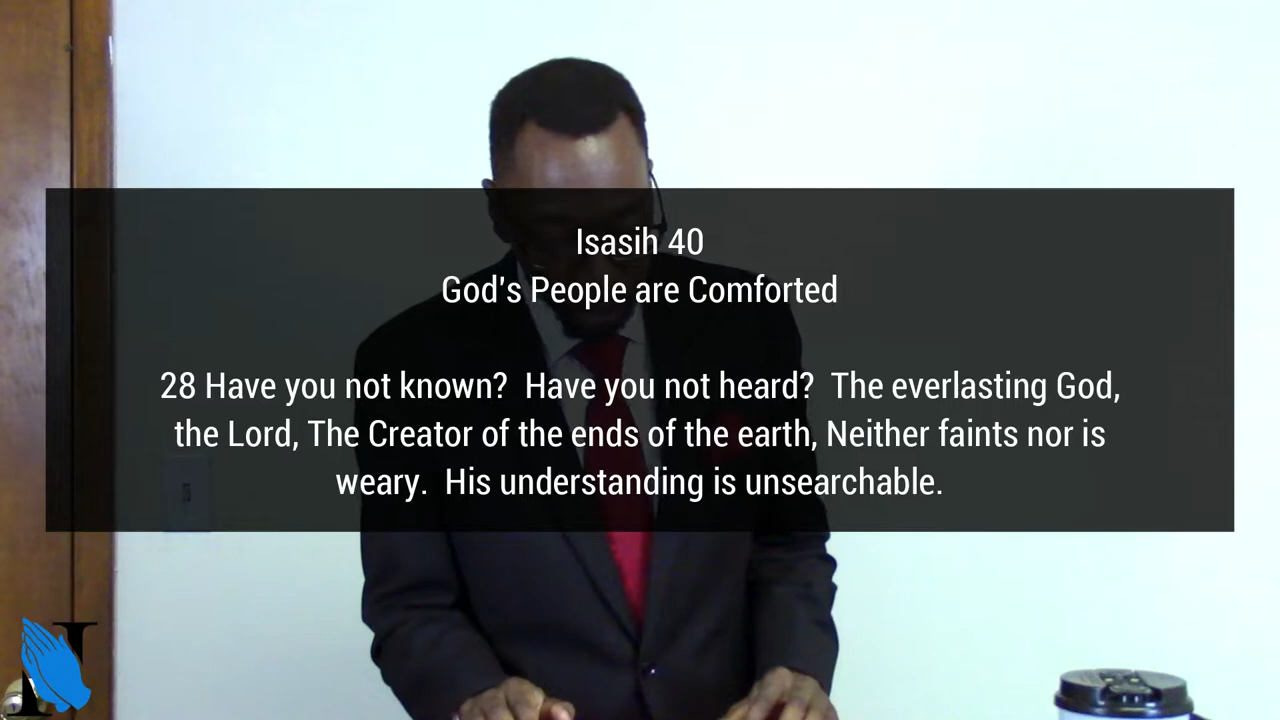 Isasih 40
God's People are Comforted
28 Have you not known?  Have you not heard?  The everlasting God,
the Lord, The Creator of the ends of the earth, Neither faints nor is
weary.  His understanding is unsearchable.
N